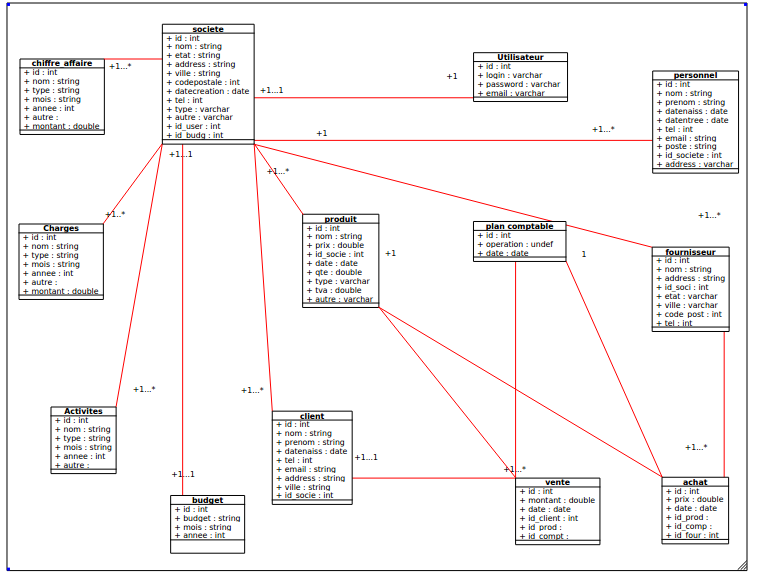 societe
+ id : int
+ nom : string
+ etat : string
+ address : string
+ ville : string
+ codepostale : int
+ datecreation : date
+ tel : int
+ type : varchar
+ autre : varchar
+ id_user : int
+ id_budg : int
chiffre_affaire
+ id : int
+ nom : string
+ type : string
+ mois : string
+ annee : int
+ autre :
+ montant : double
+1...*
Utilisateur
+ id : int
+ login : varchar
+ password : varchar
+ email : varchar
+1
+1...1
personnel
+ id : int
+ nom : string
+ prenom : string
+ datenaiss : date
+ datentree : date
+ tel : int
+ email : string
+ poste : string
+ id_societe : int
+ address : varchar
+1
+1...*
+1...1
+1...*
Charges
+ id : int
+ nom : string
+ type : string
+ mois : string
+ annee : int
+ autre :
+ montant : double
+1..*
produit
+ id : int
+ nom : string
+ prix : double
+ id_socie : int
+ date : date
+ qte : double
+ type : varchar
+ tva : double
+ autre : varchar
+1
plan comptable
+ id : int
+ operation : undef
+ date : date
1
+1...*
fournisseur
+ id : int
+ nom : string
+ address : string
+ id_soci : int
+ etat : varchar
+ ville : varchar
+ code_post : int
+ tel : int
+1...*
Activites
+ id : int
+ nom : string
+ type : string
+ mois : string
+ annee : int
+ autre :
+1...*
client
+ id : int
+ nom : string
+ prenom : string
+ datenaiss : date
+ tel : int
+ email : string
+ address : string
+ ville : string
+ id_socie : int
+1...1
+1...1
budget
+ id : int
+ budget : string
+ mois : string
+ annee : int
+1...*
vente
+ id : int
+ montant : double
+ date : date
+ id_client : int
+ id_prod :
+ id_compt :
+1...*
achat
+ id : int
+ prix : double
+ date : date
+ id_prod :
+ id_comp :
+ id_four : int